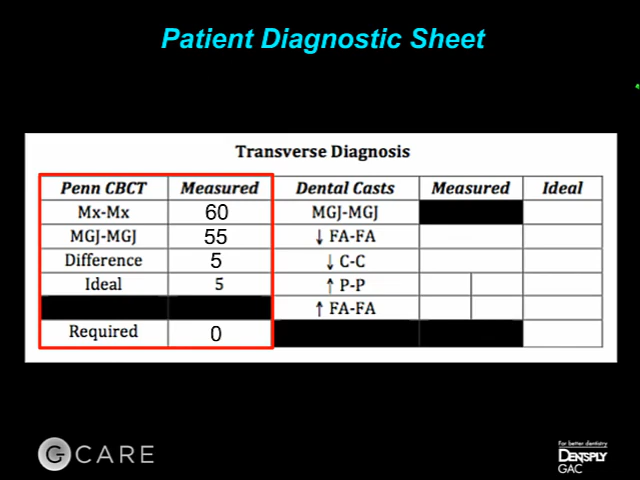 Patient Diagnostic Sheet
Transverse Diagnosis
Penn CBCT Measured Dental Casts Measured Ideal
Mx-Mx 60 MGJ-MGJ
MGJ-MGJ 55 ↓ FA-FA
Difference 5 ↓ C-C
Ideal 5 ↑ P-P
↑ FA-FA
Required 0
G CARE
For better dentistry
DENTSPLY
GAC